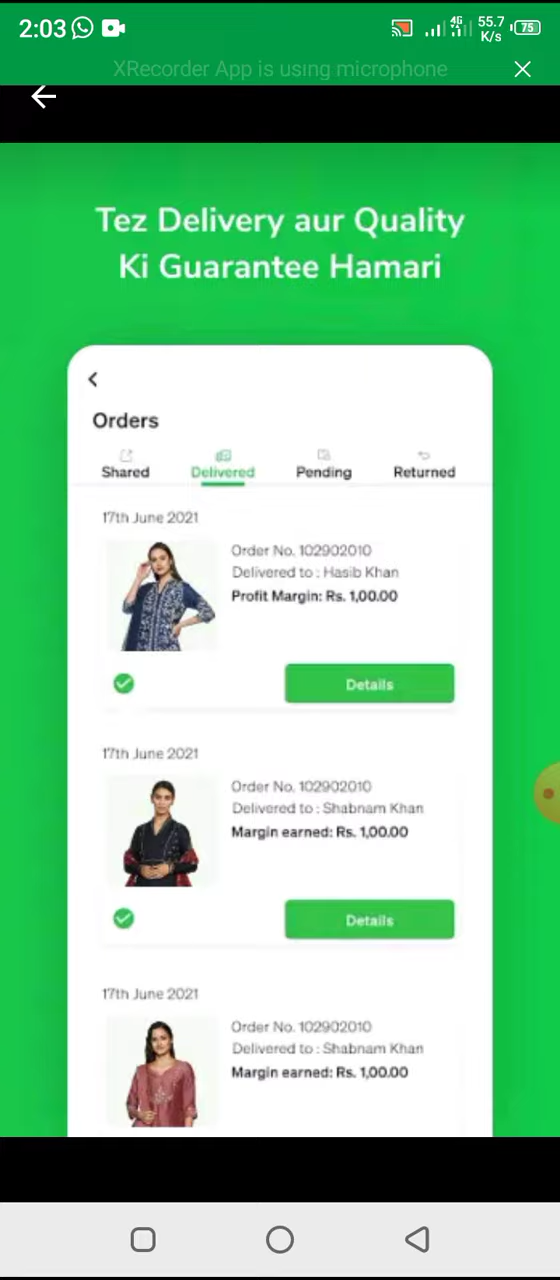 2:03
4G
55.7
K/s
75
XRecorder App is using microphone
Tez Delivery aur Quality
Ki Guarantee Hamari
Orders
Shared
Delivered
Pending
Returned
17th June 2021
Order No. 102902010
Delivered to : Hasib Khan
Profit Margin: Rs. 1,00.00
Details
17th June 2021
Order No. 102902010
Delivered to : Shabnam Khan
Margin earned: Rs. 1,00.00
Details
17th June 2021
Order No. 102902010
Delivered to : Shabnam Khan
Margin earned: Rs. 1,00.00